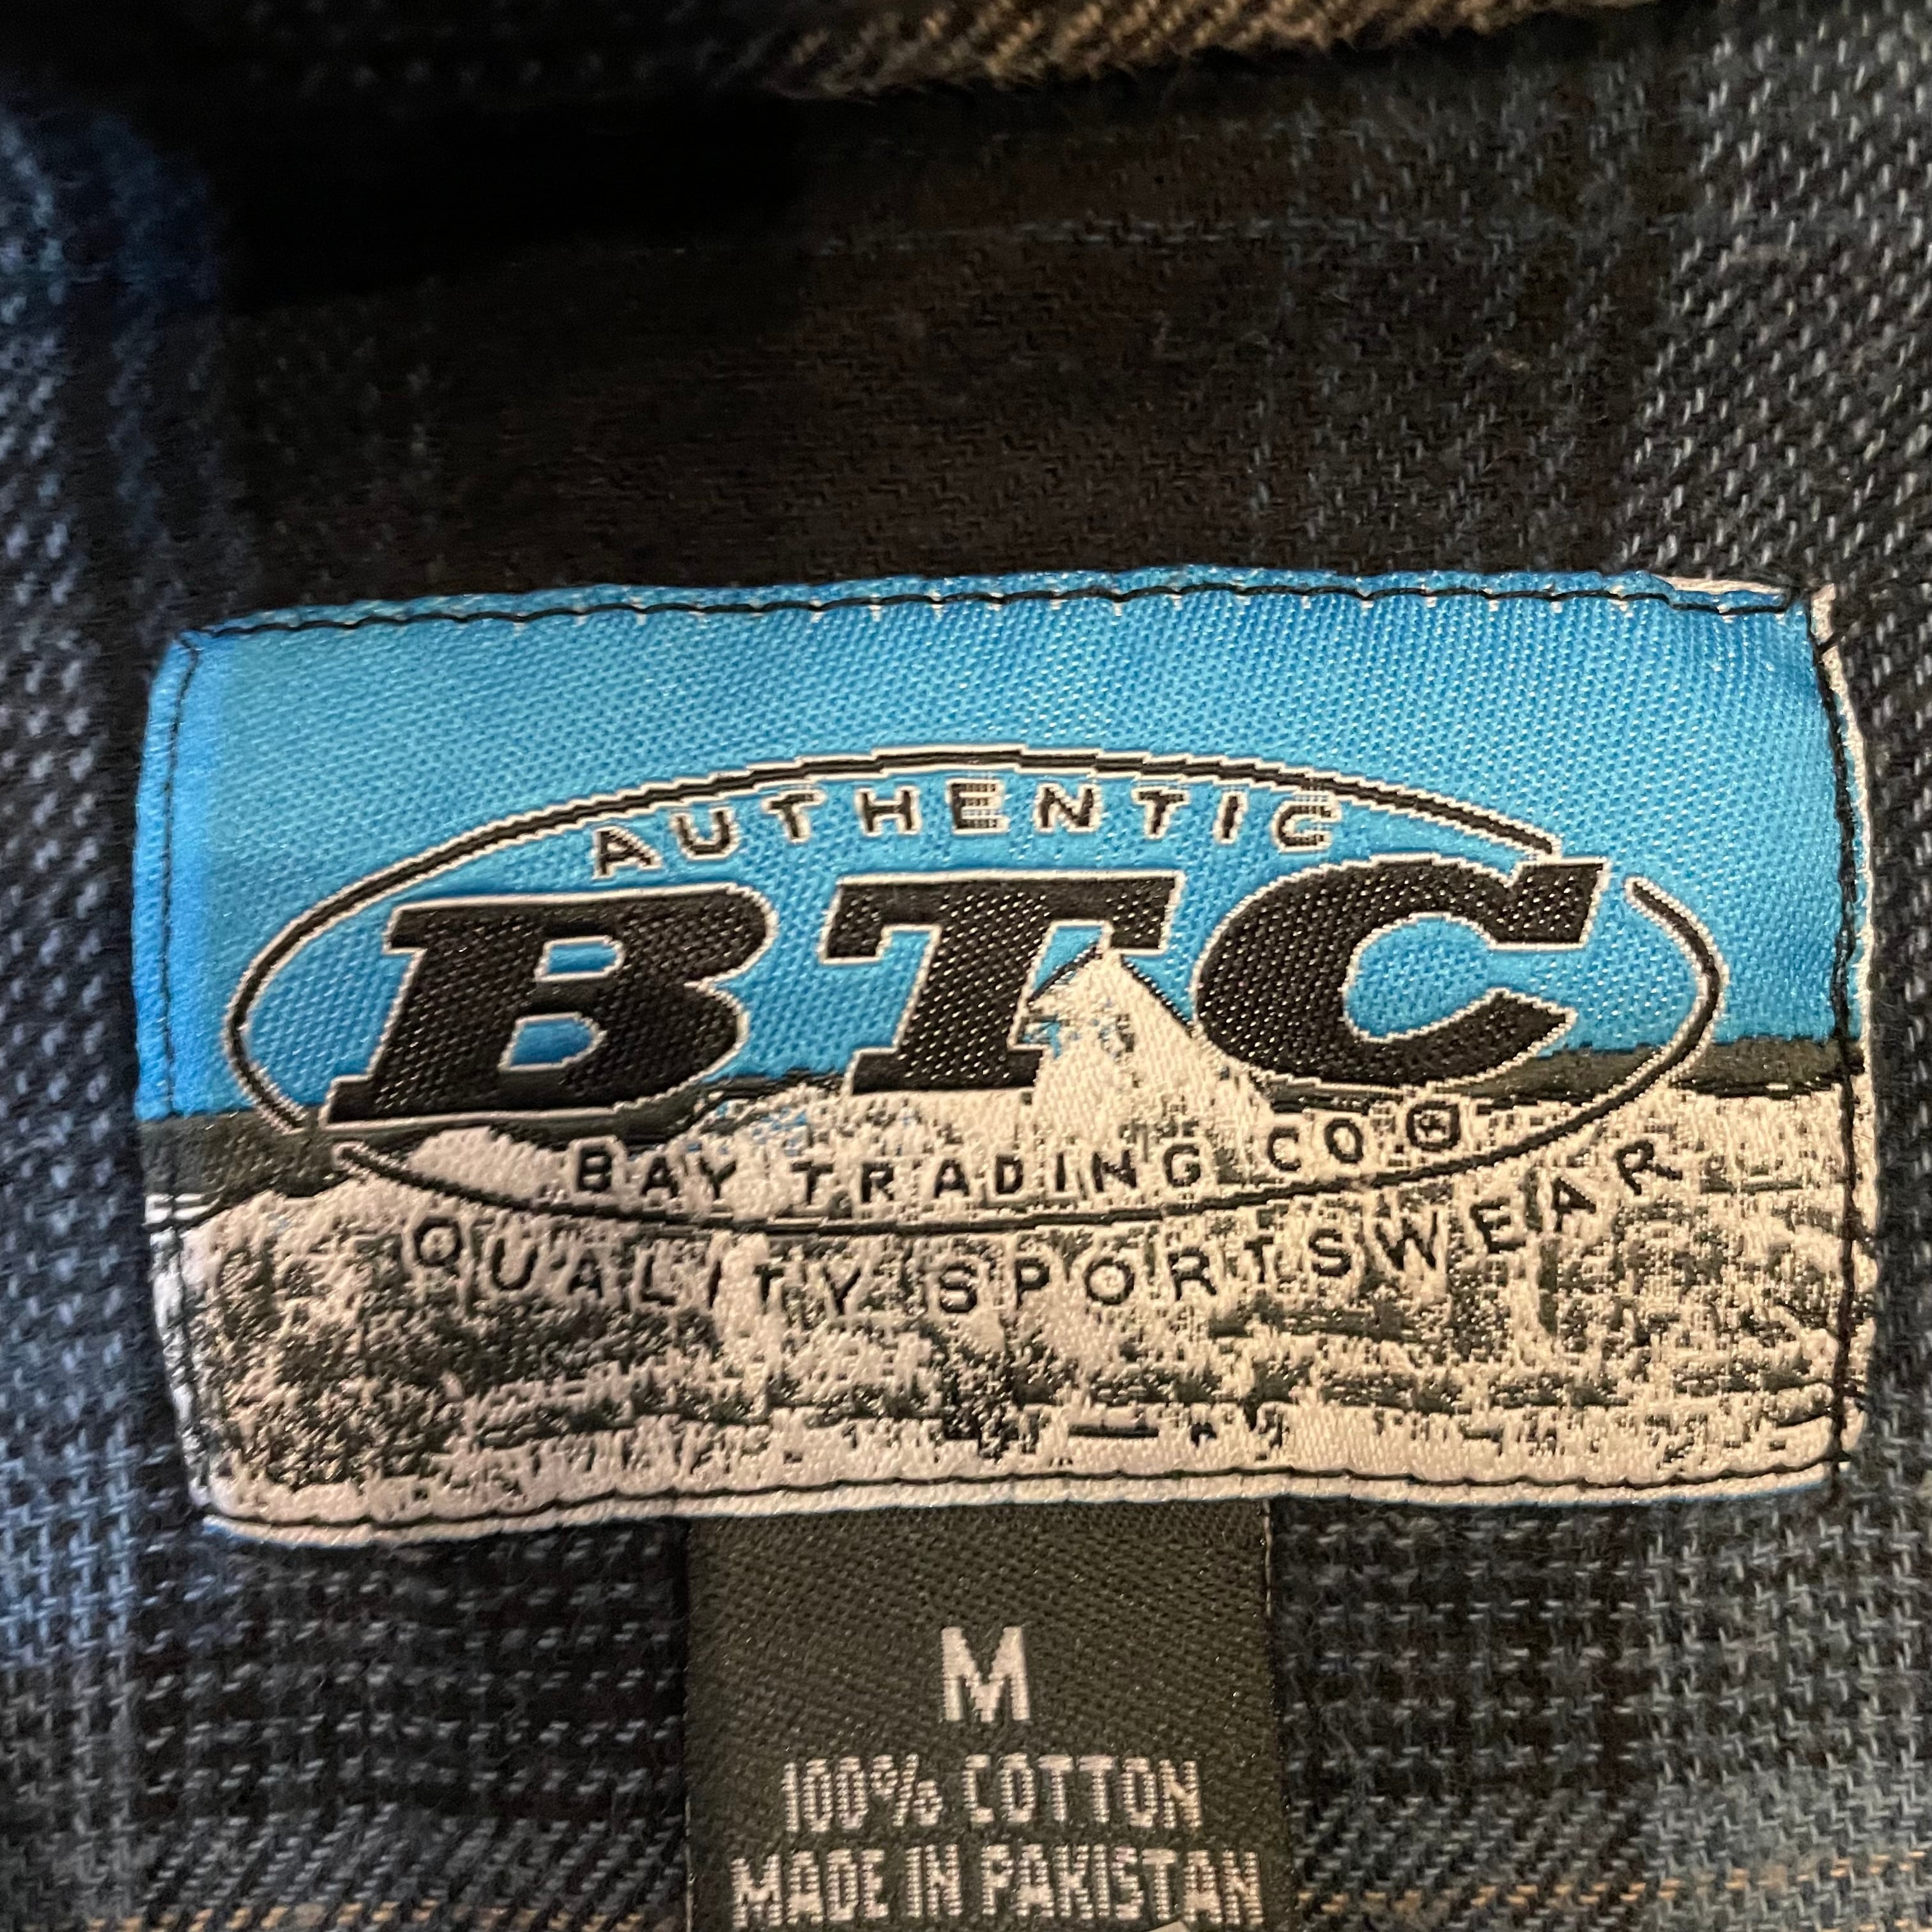 AUTHENTIC
BTC
BAY TRADING CO ®
QUALITY SPORTSWEAR
M
100% COTTON
MADE IN PAKISTAN